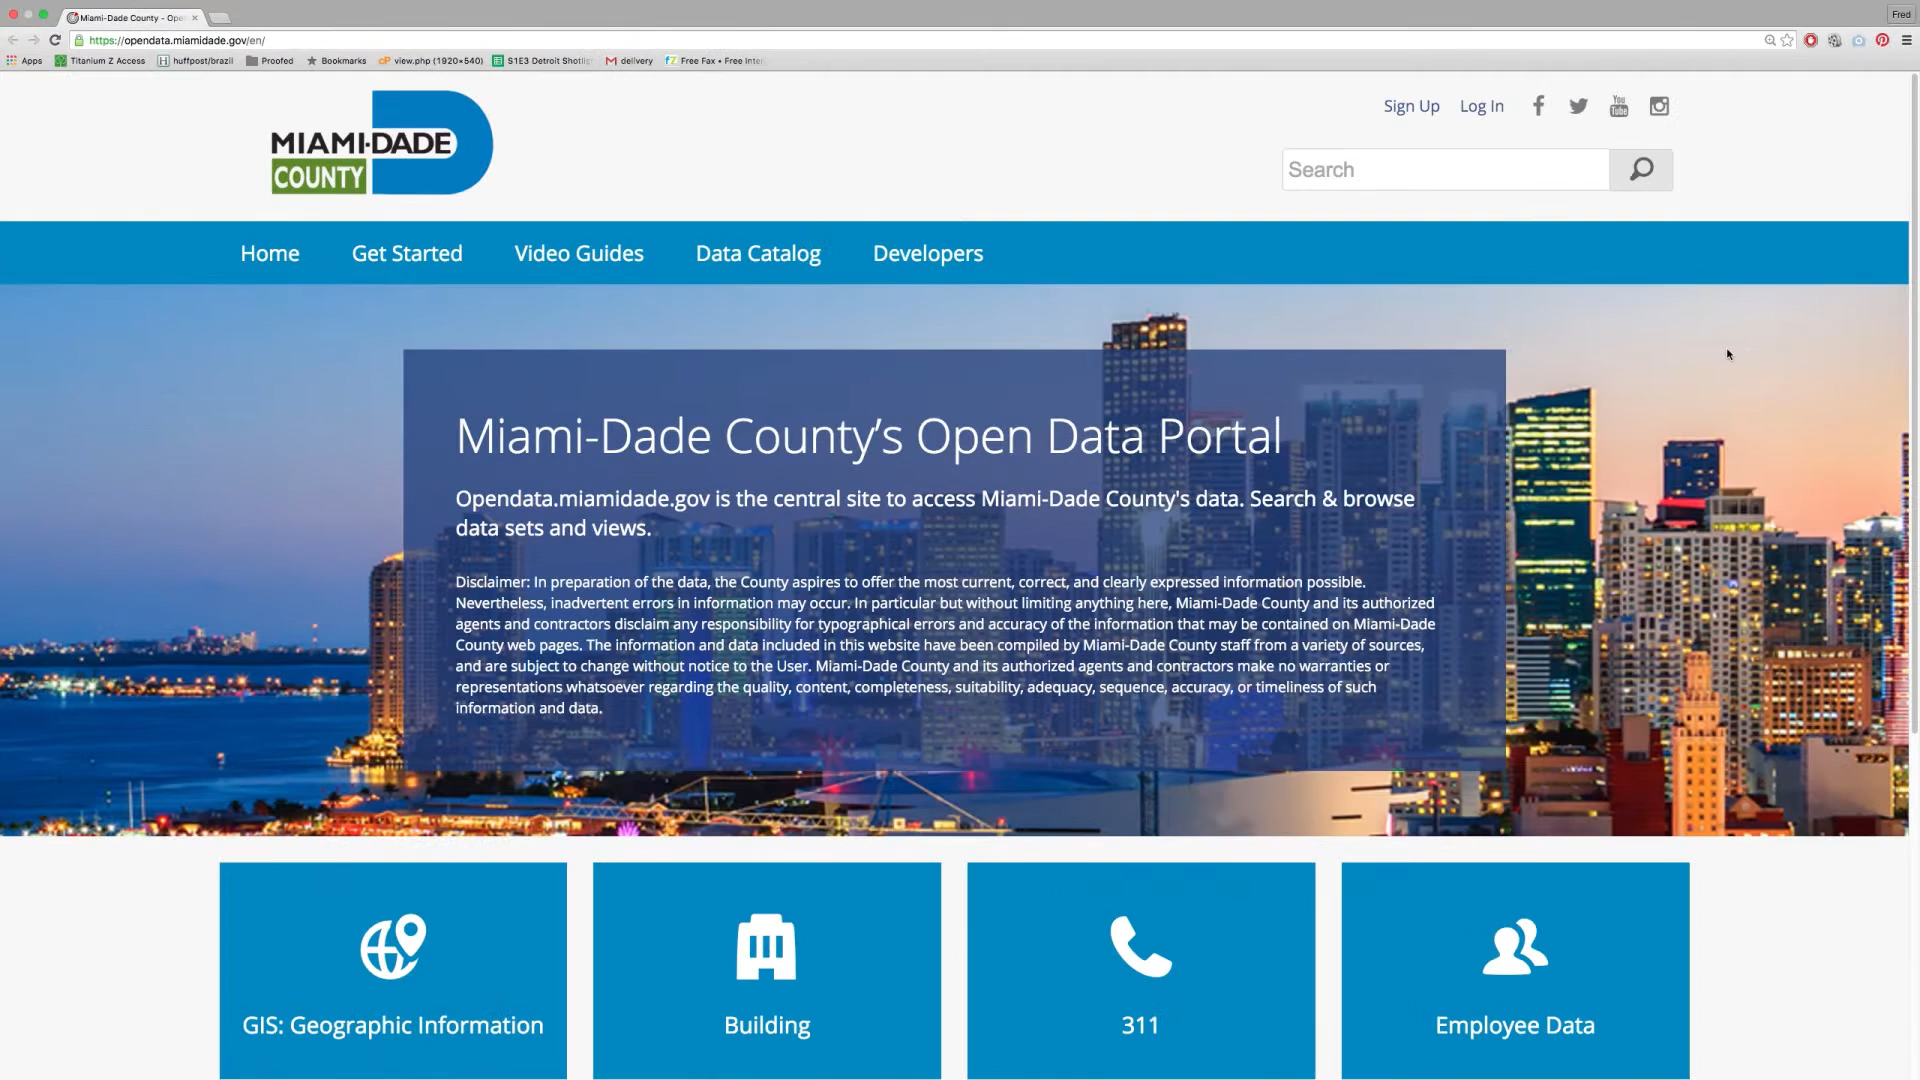 Miami-Dade County - Ope
Fred
https://opendata.miamidade.gov/en/
Apps
Titanium Z Access
huffpost/brazil
Proofed
Bookmarks
view.php (1920×540)
S1E3 Detroit Shotlis
delivery
Free Fax • Free Inter
MIAMI-DADE
COUNTY
Sign Up
Log In
You
Tube
Search
Home
Get Started
Video Guides
Data Catalog
Developers
Miami-Dade County’s Open Data Portal
Opendata.miamidade.gov is the central site to access Miami-Dade County's data. Search & browse
data sets and views.
Disclaimer: In preparation of the data, the County aspires to offer the most current, correct, and clearly expressed information possible.
Nevertheless, inadvertent errors in information may occur. In particular but without limiting anything here, Miami-Dade County and its authorized
agents and contractors disclaim any responsibility for typographical errors and accuracy of the information that may be contained on Miami-Dade
County web pages. The information and data included in this website have been compiled by Miami-Dade County staff from a variety of sources,
and are subject to change without notice to the User. Miami-Dade County and its authorized agents and contractors make no warranties or
representations whatsoever regarding the quality, content, completeness, suitability, adequacy, sequence, accuracy, or timeliness of such
information and data.
GIS: Geographic Information
Building
311
Employee Data